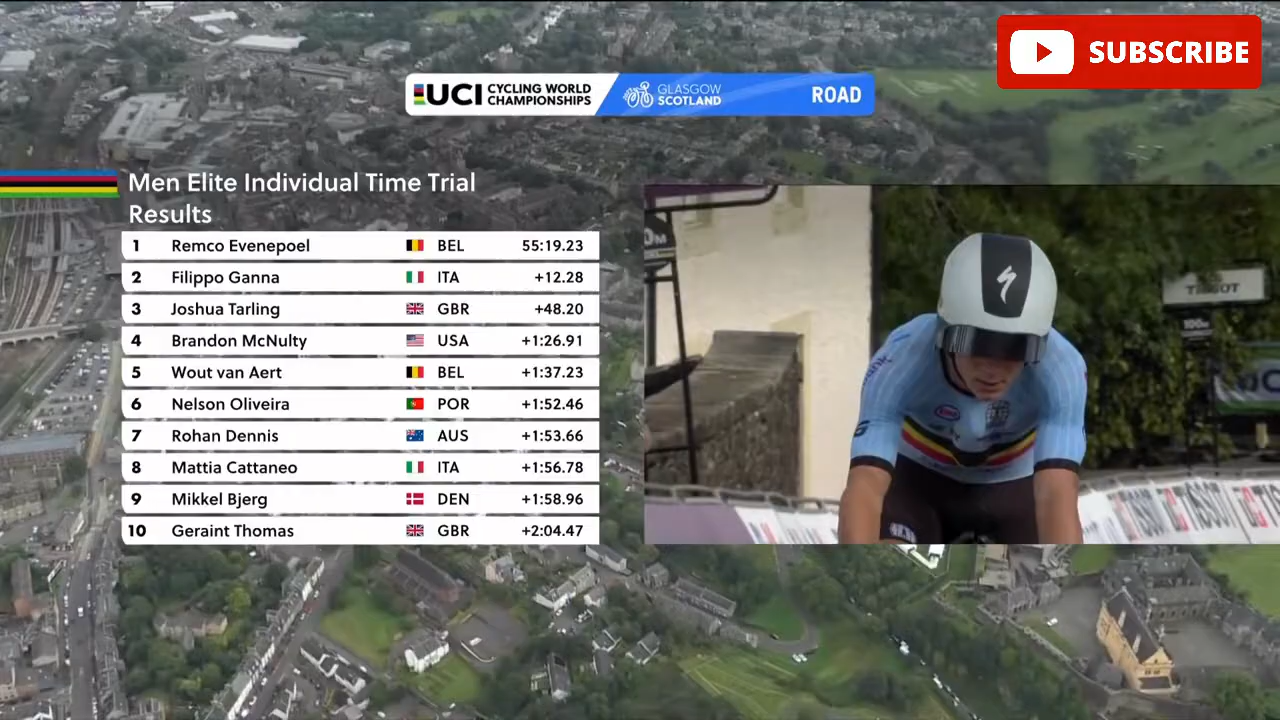 SUBSCRIBE
UCI CYCLING WORLD CHAMPIONSHIPS GLASGOW SCOTLAND ROAD
Men Elite Individual Time Trial
Results
1 Remco Evenepoel BEL 55:19.23
2 Filippo Ganna ITA +12.28
3 Joshua Tarling GBR +48.20
4 Brandon McNulty USA +1:26.91
5 Wout van Aert BEL +1:37.23
6 Nelson Oliveira POR +1:52.46
7 Rohan Dennis AUS +1:53.66
8 Mattia Cattaneo ITA +1:56.78
9 Mikkel Bjerg DEN +1:58.96
10 Geraint Thomas GBR +2:04.47
TISSOT
100m
TISSOT
TISSOT